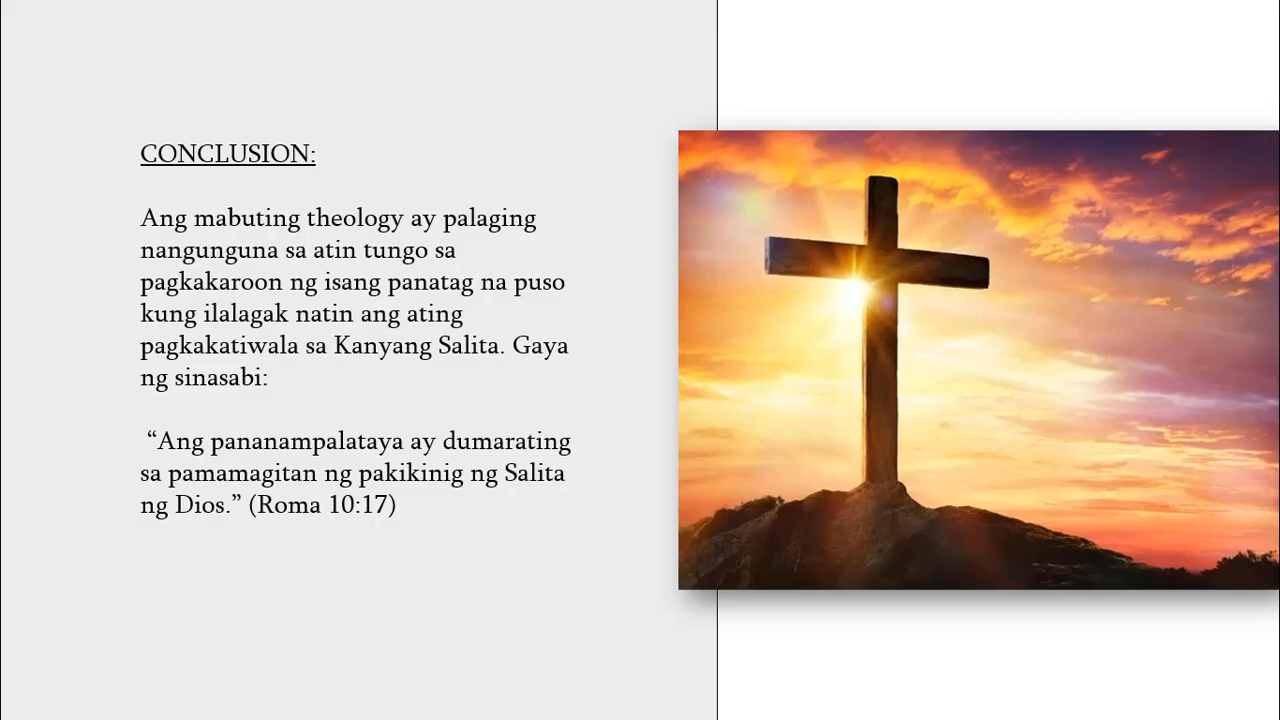 CONCLUSION:
Ang mabuting theology ay palaging
nangunguna sa atin tungo sa
pagkakaroon ng isang panatag na puso
kung ilalagak natin ang ating
pagkakatiwala sa Kanyang Salita. Gaya
ng sinasabi:
“Ang pananampalataya ay dumarating
sa pamamagitan ng pakikinig ng Salita
ng Dios.” (Roma 10:17)